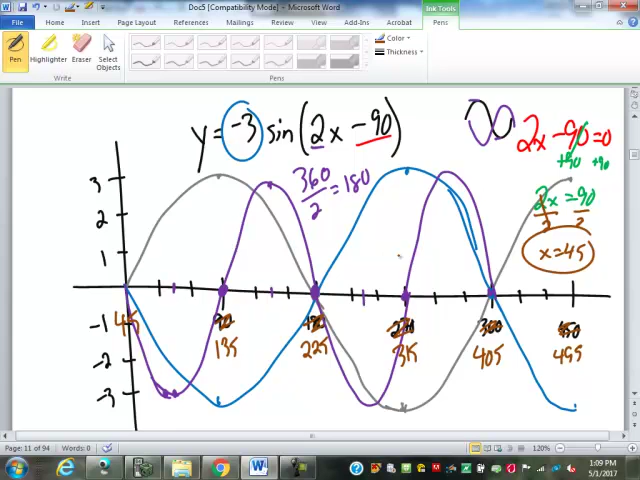 Doc5 [Compatibility Mode] - Microsoft Word
Ink Tools
File Home Insert Page Layout References Mailings Review View Add-Ins Acrobat Pens
Pen Highlighter Eraser Select Objects
Color
Thickness
Write Pens
y = -3 sin(2x - 90)
2x - 90 = 0
+90 +90
360/2 = 180
2x = 90
2 2
x = 45
3
2
1
-1
-2
-3
90 180 270 360 450
45 135 225 315 405 495
Page: 11 of 94 Words: 0 120%
1:09 PM
5/1/2017